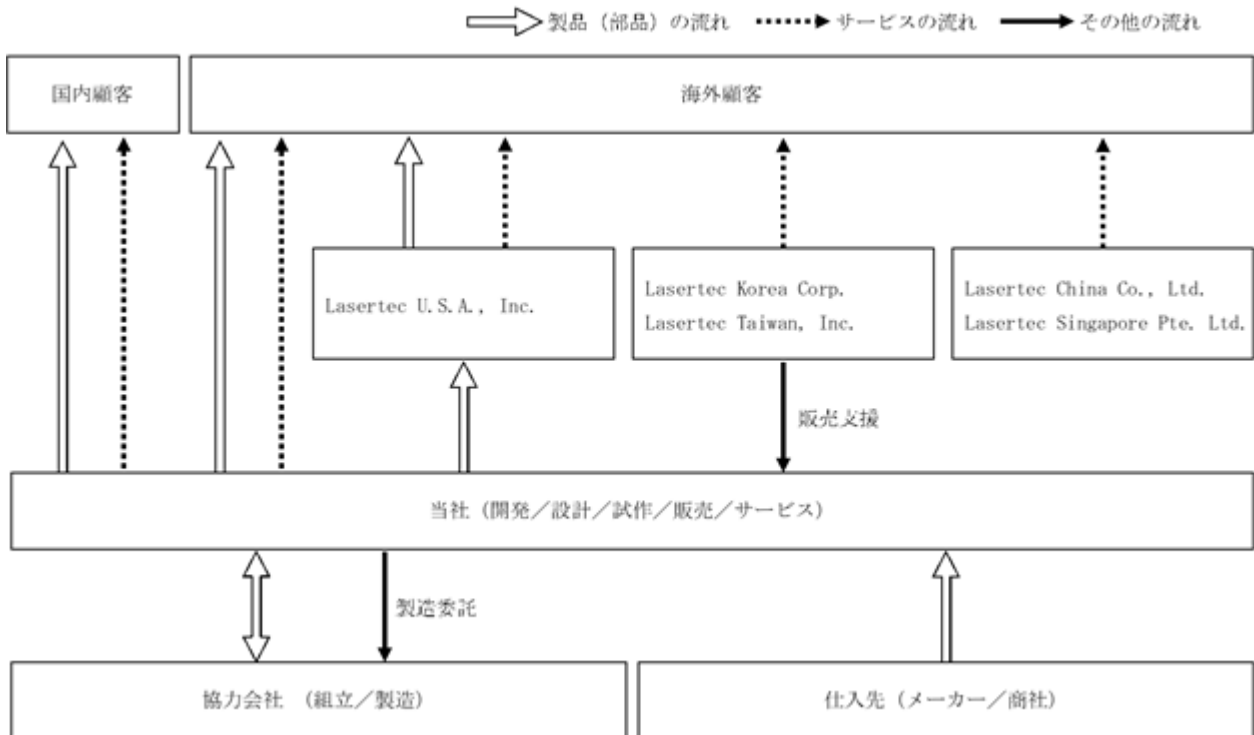 製品（部品）の流れ サービスの流れ その他の流れ
国内顧客
海外顧客
Lasertec U.S.A., Inc.
Lasertec Korea Corp.
Lasertec Taiwan, Inc.
Lasertec China Co., Ltd.
Lasertec Singapore Pte. Ltd.
販売支援
当社（開発／設計／試作／販売／サービス）
製造委託
協力会社　（組立／製造）
仕入先（メーカー／商社）